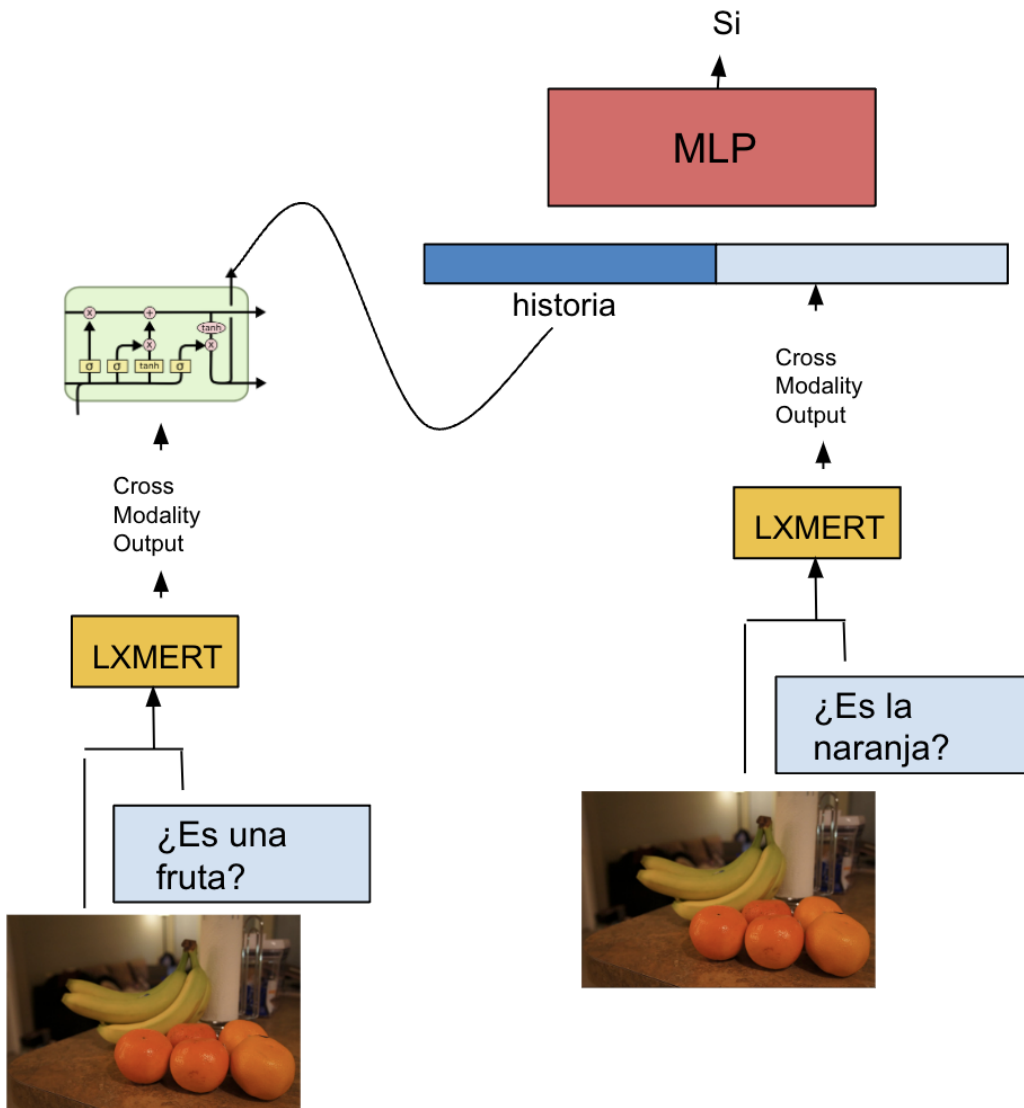 Si
MLP
historia
x
+
tanh
x
x
σ
σ
tanh
σ
Cross
Modality
Output
Cross
Modality
Output
LXMERT
LXMERT
¿Es la
naranja?
¿Es una
fruta?